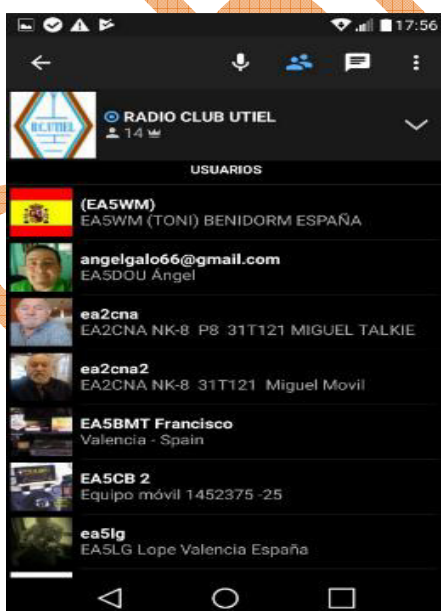 17:56
RADIO CLUB UTIEL
14
USUARIOS
(EA5WM)
EA5WM (TONI) BENIDORM ESPAÑA
angelgalo66@gmail.com
EA5DOU Ángel
ea2cna
EA2CNA NK-8 P8 31T121 MIGUEL TALKIE
ea2cna2
EA2CNA NK-8 31T121 Miguel Movil
EA5BMT Francisco
Valencia - Spain
EA5CB 2
Equipo móvil 1452375 -25
ea5lg
EA5LG Lope Valencia España